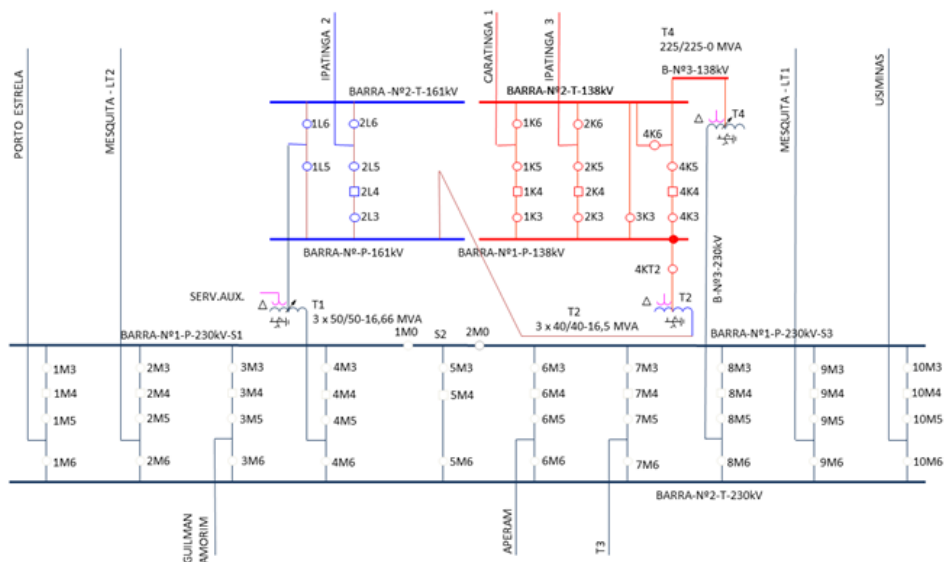 PORTO ESTRELA
MESQUITA - LT2
IPATINGA 2
CARATINGA 1
IPATINGA 3
T4
225/225-0 MVA
B-Nº3-138kV
MESQUITA - LT1
USIMINAS
BARRA -Nº2-T-161kV
BARRA-Nº2-T-138kV
T4
1L6
2L6
1K6
2K6
4K6
1L5
2L5
1K5
2K5
4K5
2L4
1K4
2K4
4K4
2L3
1K3
2K3
3K3
4K3
BARRA-Nº-P-161kV
BARRA-Nº1-P-138kV
4KT2
B-Nº3-230kV
SERV.AUX.
T1
3 x 50/50-16,66 MVA
T2
3 x 40/40-16,5 MVA
T2
BARRA-Nº1-P-230kV-S1
1M0
S2
2M0
BARRA-Nº1-P-230kV-S3
1M3
2M3
3M3
4M3
5M3
6M3
7M3
8M3
9M3
10M3
1M4
2M4
3M4
4M4
5M4
6M4
7M4
8M4
9M4
10M4
1M5
2M5
3M5
4M5
6M5
7M5
8M5
9M5
10M5
1M6
2M6
3M6
4M6
5M6
6M6
7M6
8M6
9M6
10M6
BARRA-Nº2-T-230kV
GUILMAN
AMORIM
APERAM
T3